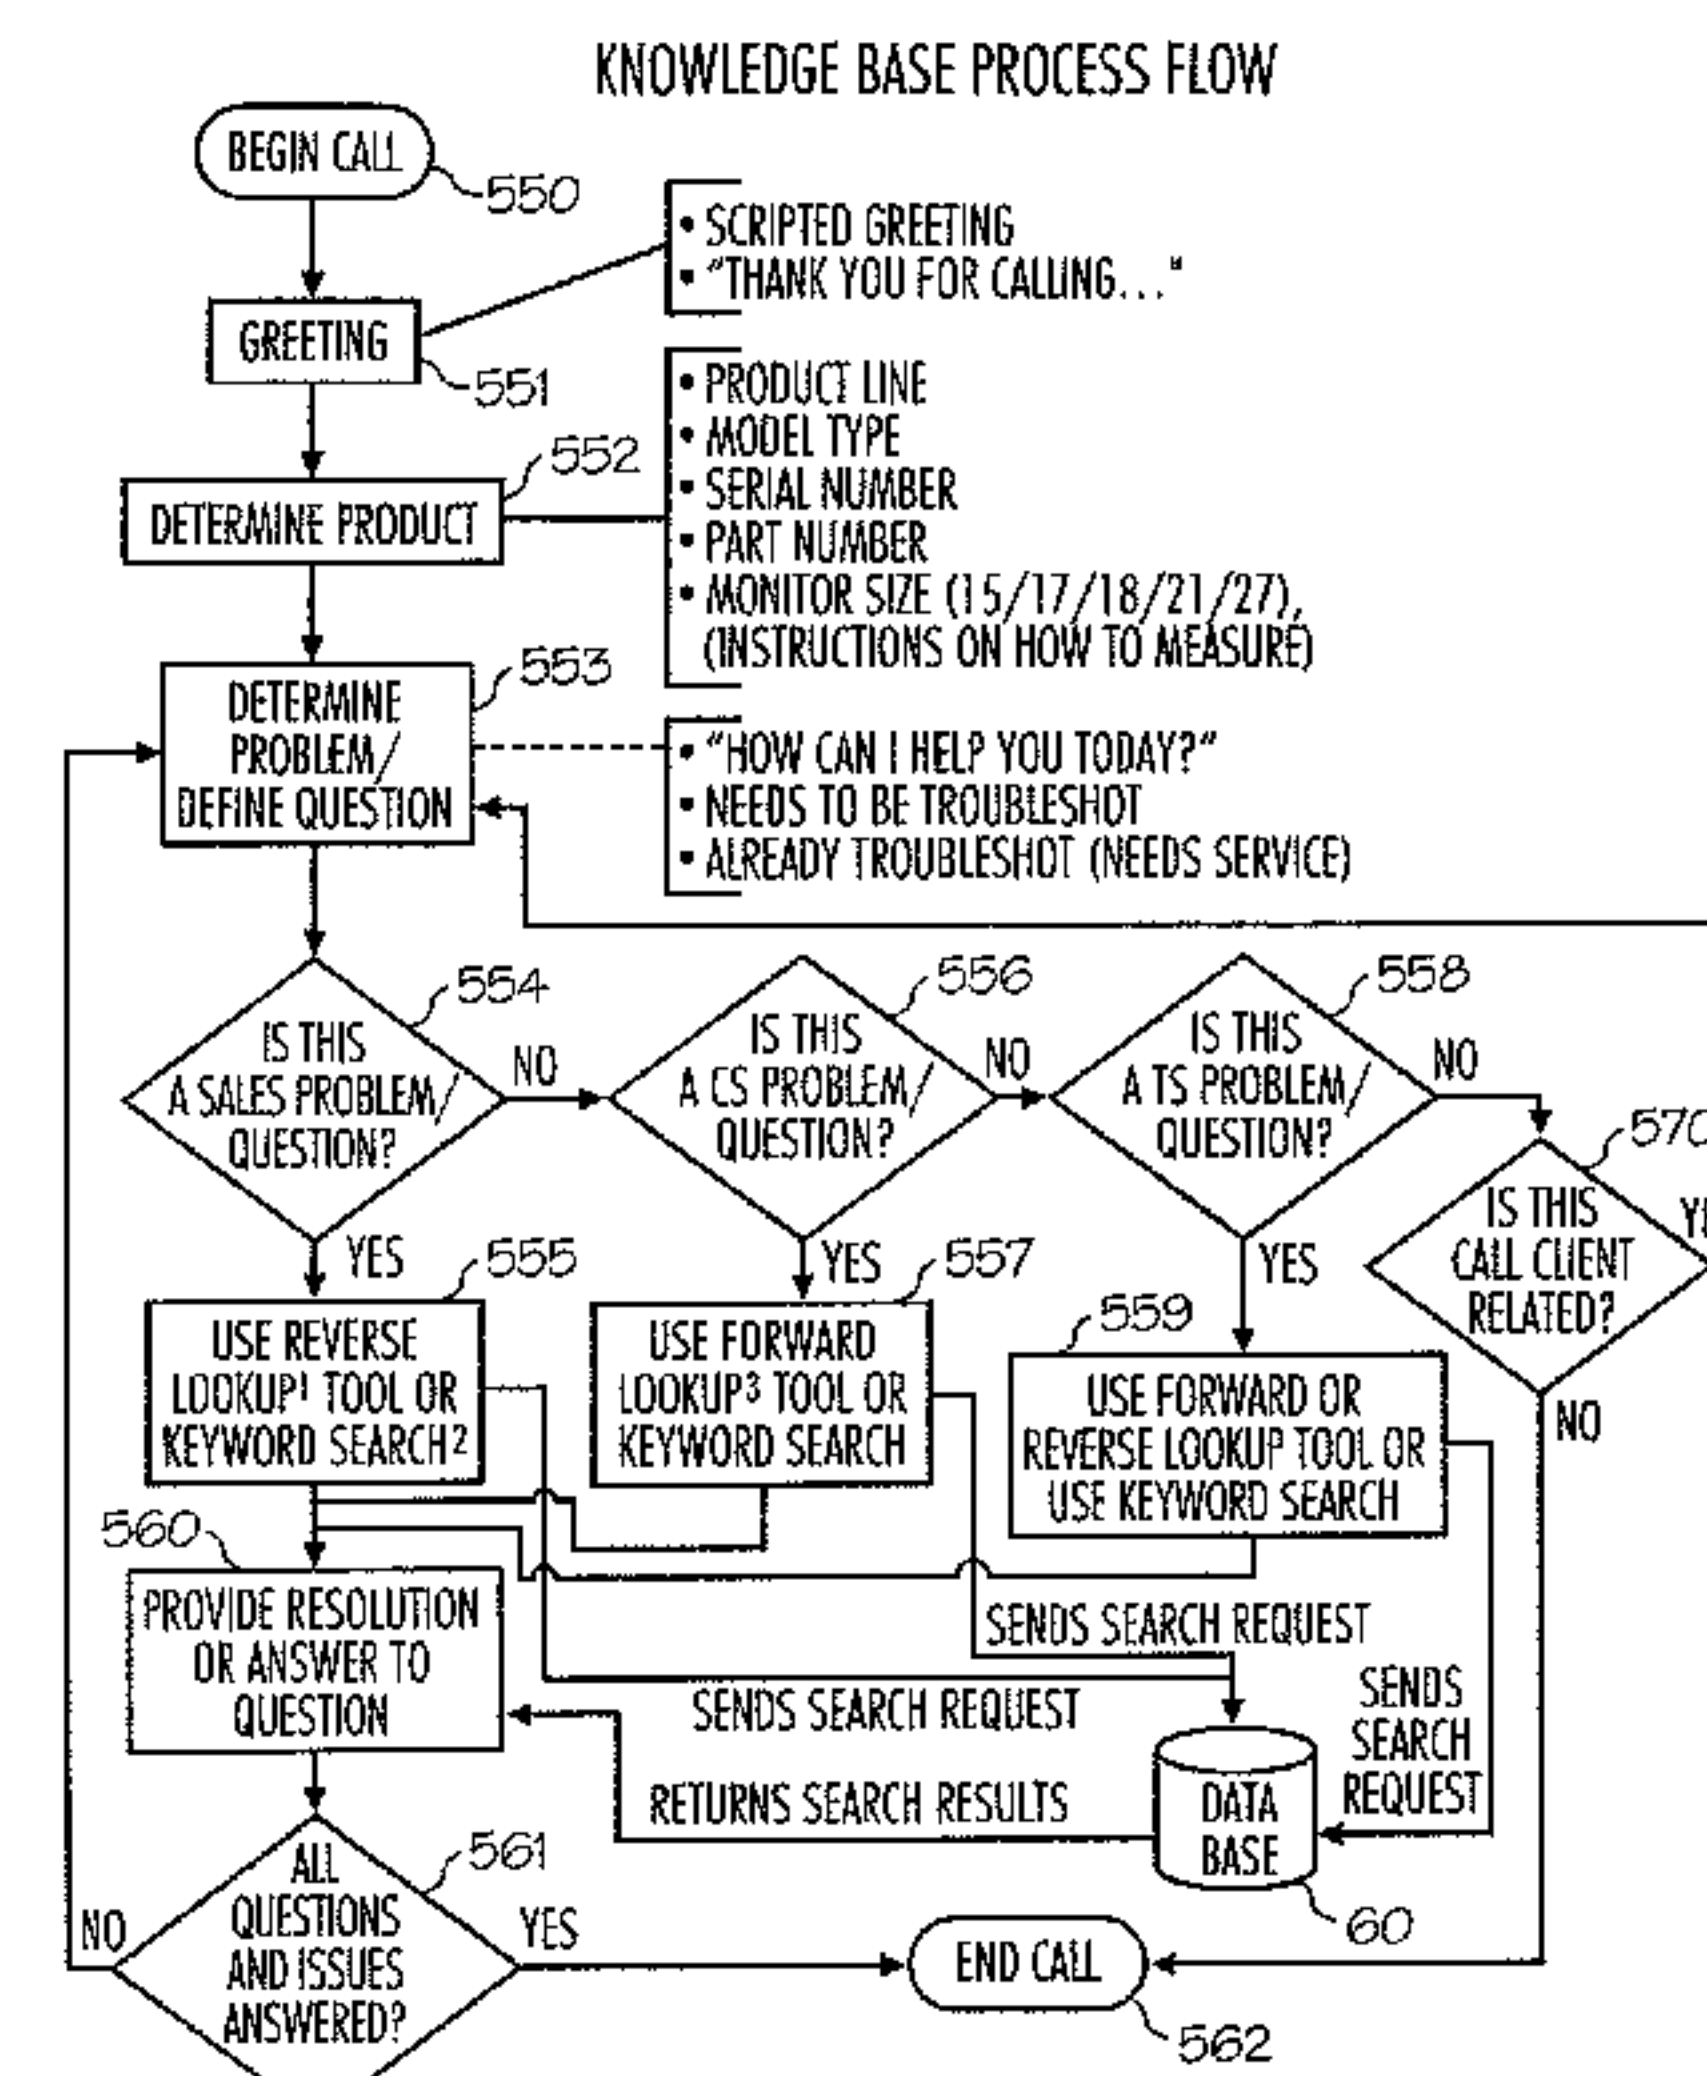 KNOWLEDGE BASE PROCESS FLOW
BEGIN CALL
550
• SCRIPTED GREETING
• "THANK YOU FOR CALLING..."
GREETING
551
• PRODUCT LINE
• MODEL TYPE
• SERIAL NUMBER
• PART NUMBER
• MONITOR SIZE (15/17/18/21/27),
(INSTRUCTIONS ON HOW TO MEASURE)
552
DETERMINE PRODUCT
553
DETERMINE
PROBLEM/
DEFINE QUESTION
• "HOW CAN I HELP YOU TODAY?"
• NEEDS TO BE TROUBLESHOT
• ALREADY TROUBLESHOT (NEEDS SERVICE)
554
IS THIS
A SALES PROBLEM/
QUESTION?
NO
556
IS THIS
A CS PROBLEM/
QUESTION?
NO
558
IS THIS
A TS PROBLEM/
QUESTION?
NO
570
IS THIS
CALL CLIENT
RELATED?
NO
YES
555
USE REVERSE
LOOKUP¹ TOOL OR
KEYWORD SEARCH²
YES
557
USE FORWARD
LOOKUP³ TOOL OR
KEYWORD SEARCH
YES
559
USE FORWARD OR
REVERSE LOOKUP TOOL OR
USE KEYWORD SEARCH
560
PROVIDE RESOLUTION
OR ANSWER TO
QUESTION
SENDS SEARCH REQUEST
SENDS SEARCH REQUEST
SENDS
SEARCH
REQUEST
RETURNS SEARCH RESULTS
DATA
BASE
60
561
ALL
QUESTIONS
AND ISSUES
ANSWERED?
NO
YES
END CALL
562